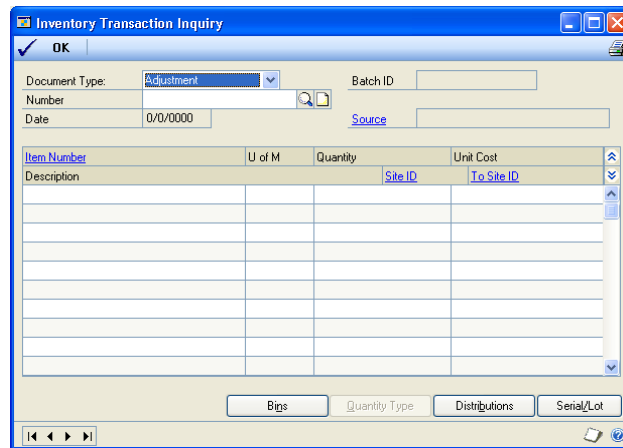 Inventory Transaction Inquiry
OK
Document Type: Adjustment Batch ID
Number
Date 0/0/0000 Source
Item Number U of M Quantity Unit Cost
Description Site ID To Site ID
Bins Quantity Type Distributions Serial/Lot